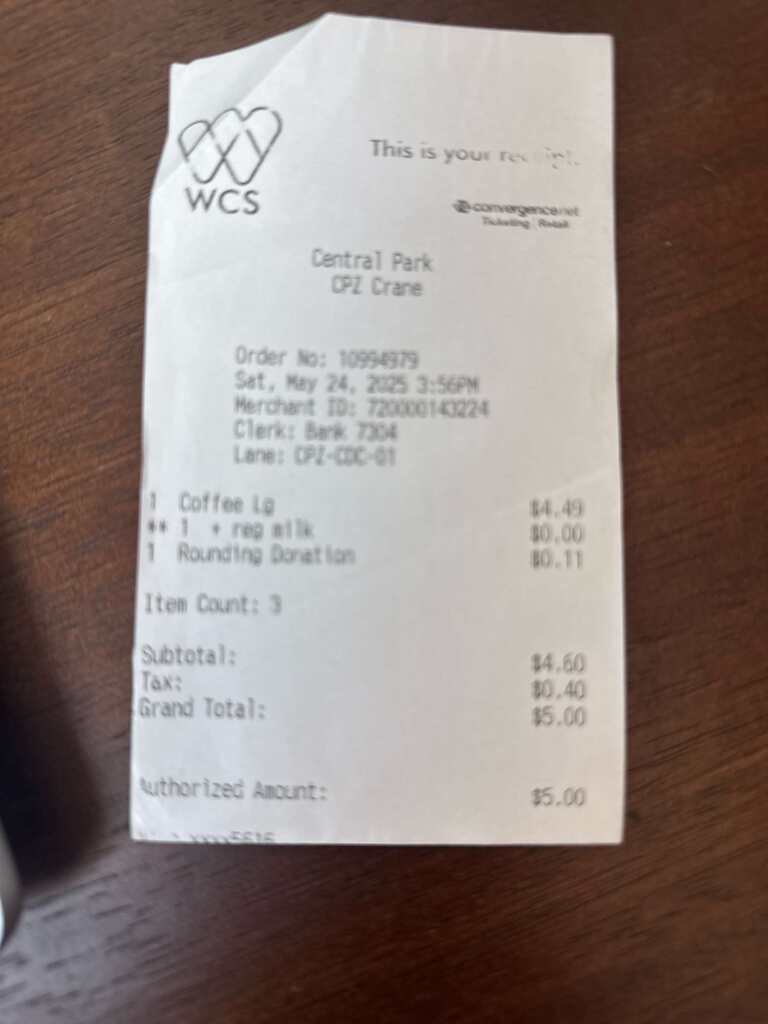 WCS
This is your receipt.
convergence.net
Ticketing | Retail
Central Park
CPZ Crane
Order No: 10994979
Sat, May 24, 2025 3:56PM
Merchant ID: 720000143224
Clerk: Bank 7304
Lane: CPZ-CDC-01
1 Coffee Lg $4.49
** 1 + reg milk $0.00
1 Rounding Donation $0.11
Item Count: 3
Subtotal: $4.60
Tax: $0.40
Grand Total: $5.00
Authorized Amount: $5.00
xxxx5616